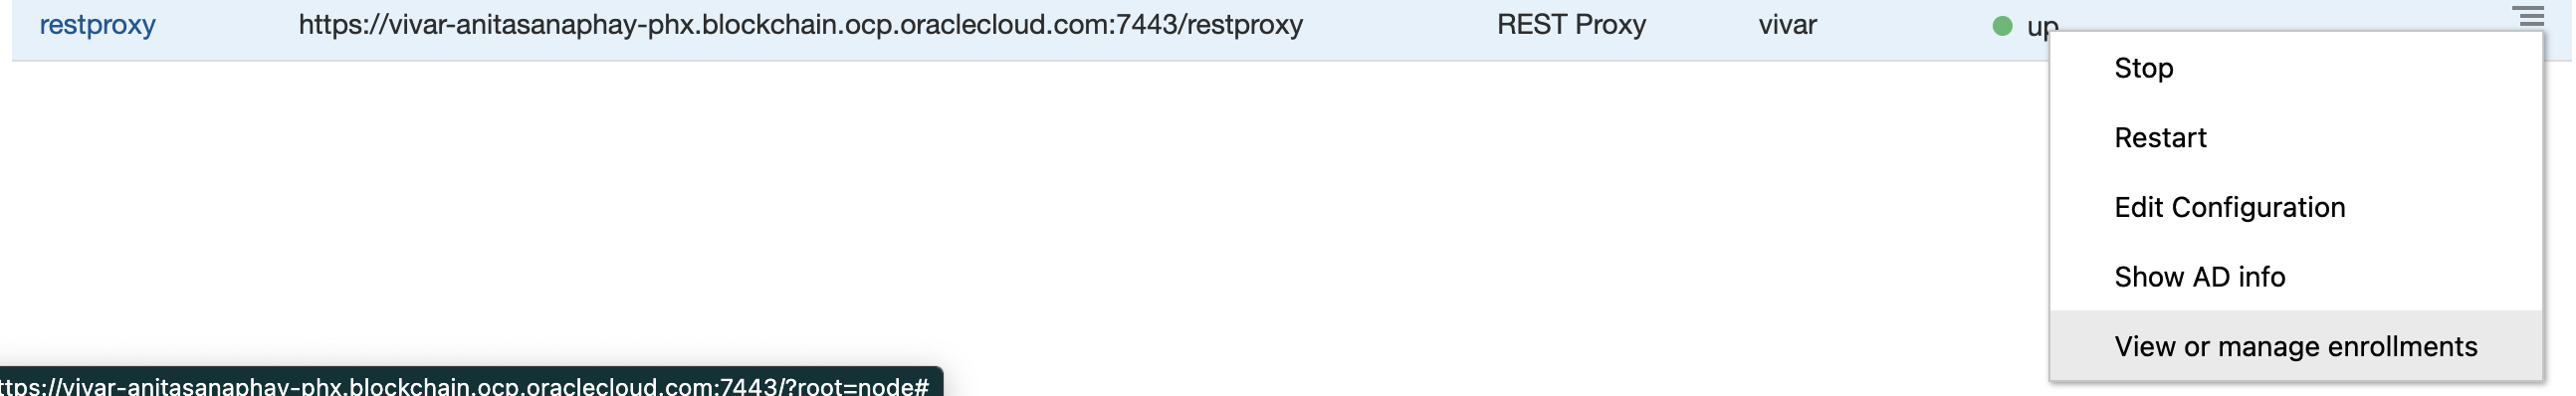 restproxy https://vivar-anitasanaphay-phx.blockchain.ocp.oraclecloud.com:7443/restproxy REST Proxy vivar up
Stop
Restart
Edit Configuration
Show AD info
View or manage enrollments
ttps://vivar-anitasanaphay-phx.blockchain.ocp.oraclecloud.com:7443/?root=node#